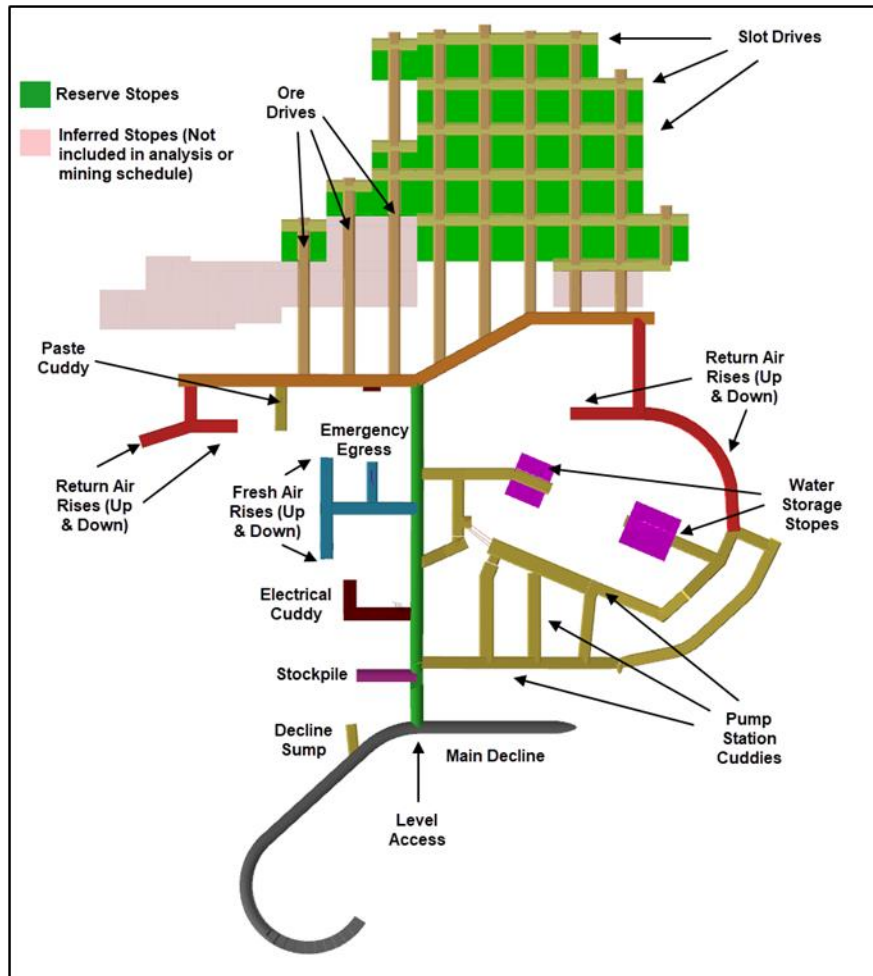 Slot Drives
Reserve Stopes
Ore
Drives
Inferred Stopes (Not
included in analysis or
mining schedule)
Paste
Cuddy
Return Air
Rises (Up
& Down)
Emergency
Egress
Return Air
Rises (Up
& Down)
Fresh Air
Rises (Up
& Down)
Water
Storage
Stopes
Electrical
Cuddy
Stockpile
Decline
Sump
Main Decline
Pump
Station
Cuddies
Level
Access